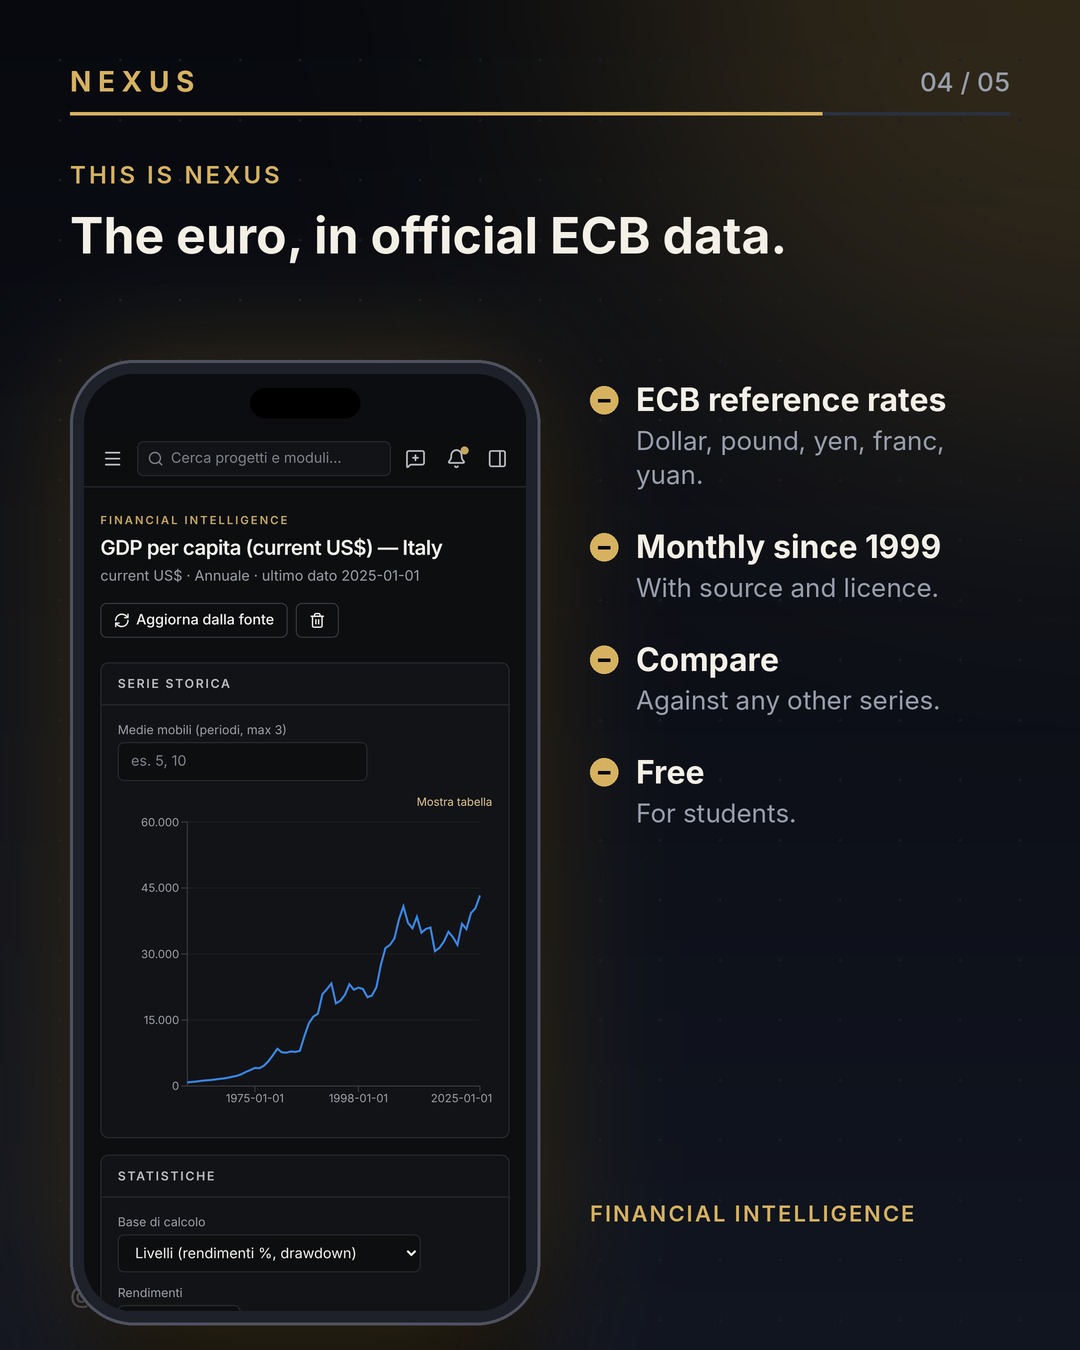 NEXUS
04 / 05
THIS IS NEXUS
The euro, in official ECB data.
Cerca progetti e moduli...
FINANCIAL INTELLIGENCE
GDP per capita (current US$) — Italy
current US$ · Annuale · ultimo dato 2025-01-01
Aggiorna dalla fonte
SERIE STORICA
Medie mobili (periodi, max 3)
es. 5, 10
Mostra tabella
60.000
45.000
30.000
15.000
0
1975-01-01
1998-01-01
2025-01-01
STATISTICHE
Base di calcolo
Livelli (rendimenti %, drawdown)
Rendimenti
ECB reference rates
Dollar, pound, yen, franc,
yuan.
Monthly since 1999
With source and licence.
Compare
Against any other series.
Free
For students.
FINANCIAL INTELLIGENCE